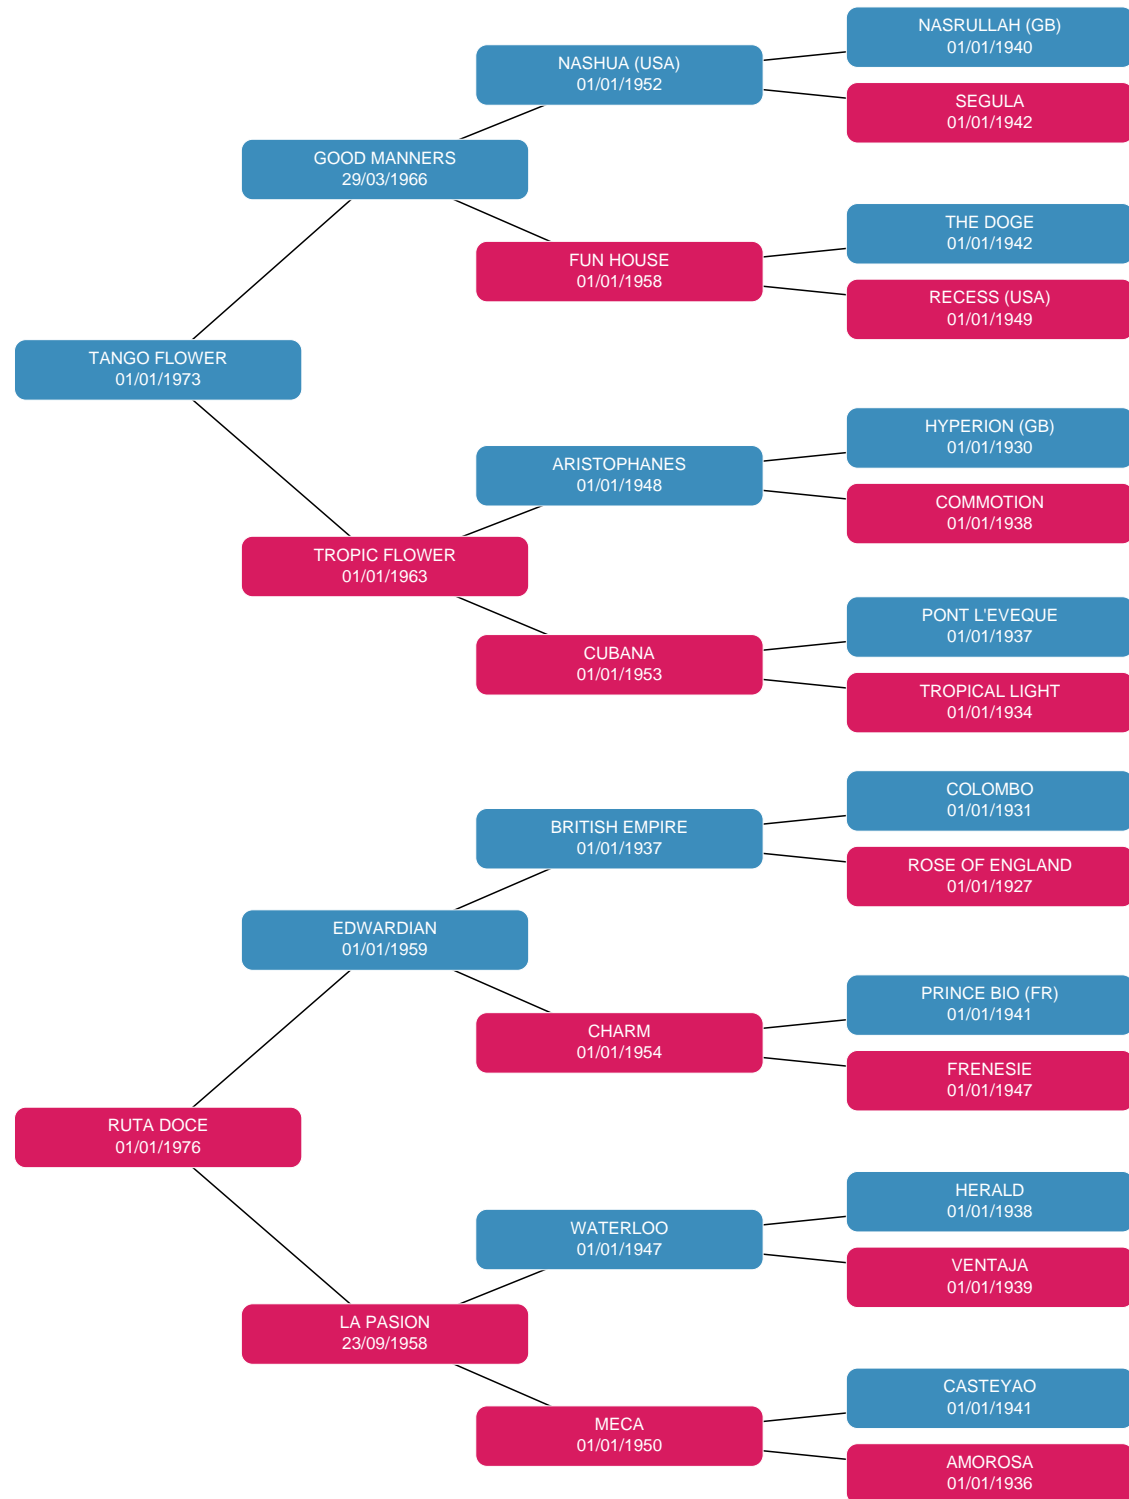 NASRULLAH (GB)
01/01/1940
NASHUA (USA)
01/01/1952
SEGULA
01/01/1942
GOOD MANNERS
29/03/1966
THE DOGE
01/01/1942
FUN HOUSE
01/01/1958
RECESS (USA)
01/01/1949
TANGO FLOWER
01/01/1973
HYPERION (GB)
01/01/1930
ARISTOPHANES
01/01/1948
COMMOTION
01/01/1938
TROPIC FLOWER
01/01/1963
PONT L'EVEQUE
01/01/1937
CUBANA
01/01/1953
TROPICAL LIGHT
01/01/1934
COLOMBO
01/01/1931
BRITISH EMPIRE
01/01/1937
ROSE OF ENGLAND
01/01/1927
EDWARDIAN
01/01/1959
PRINCE BIO (FR)
01/01/1941
CHARM
01/01/1954
FRENESIE
01/01/1947
RUTA DOCE
01/01/1976
HERALD
01/01/1938
WATERLOO
01/01/1947
VENTAJA
01/01/1939
LA PASION
23/09/1958
CASTEYAO
01/01/1941
MECA
01/01/1950
AMOROSA
01/01/1936